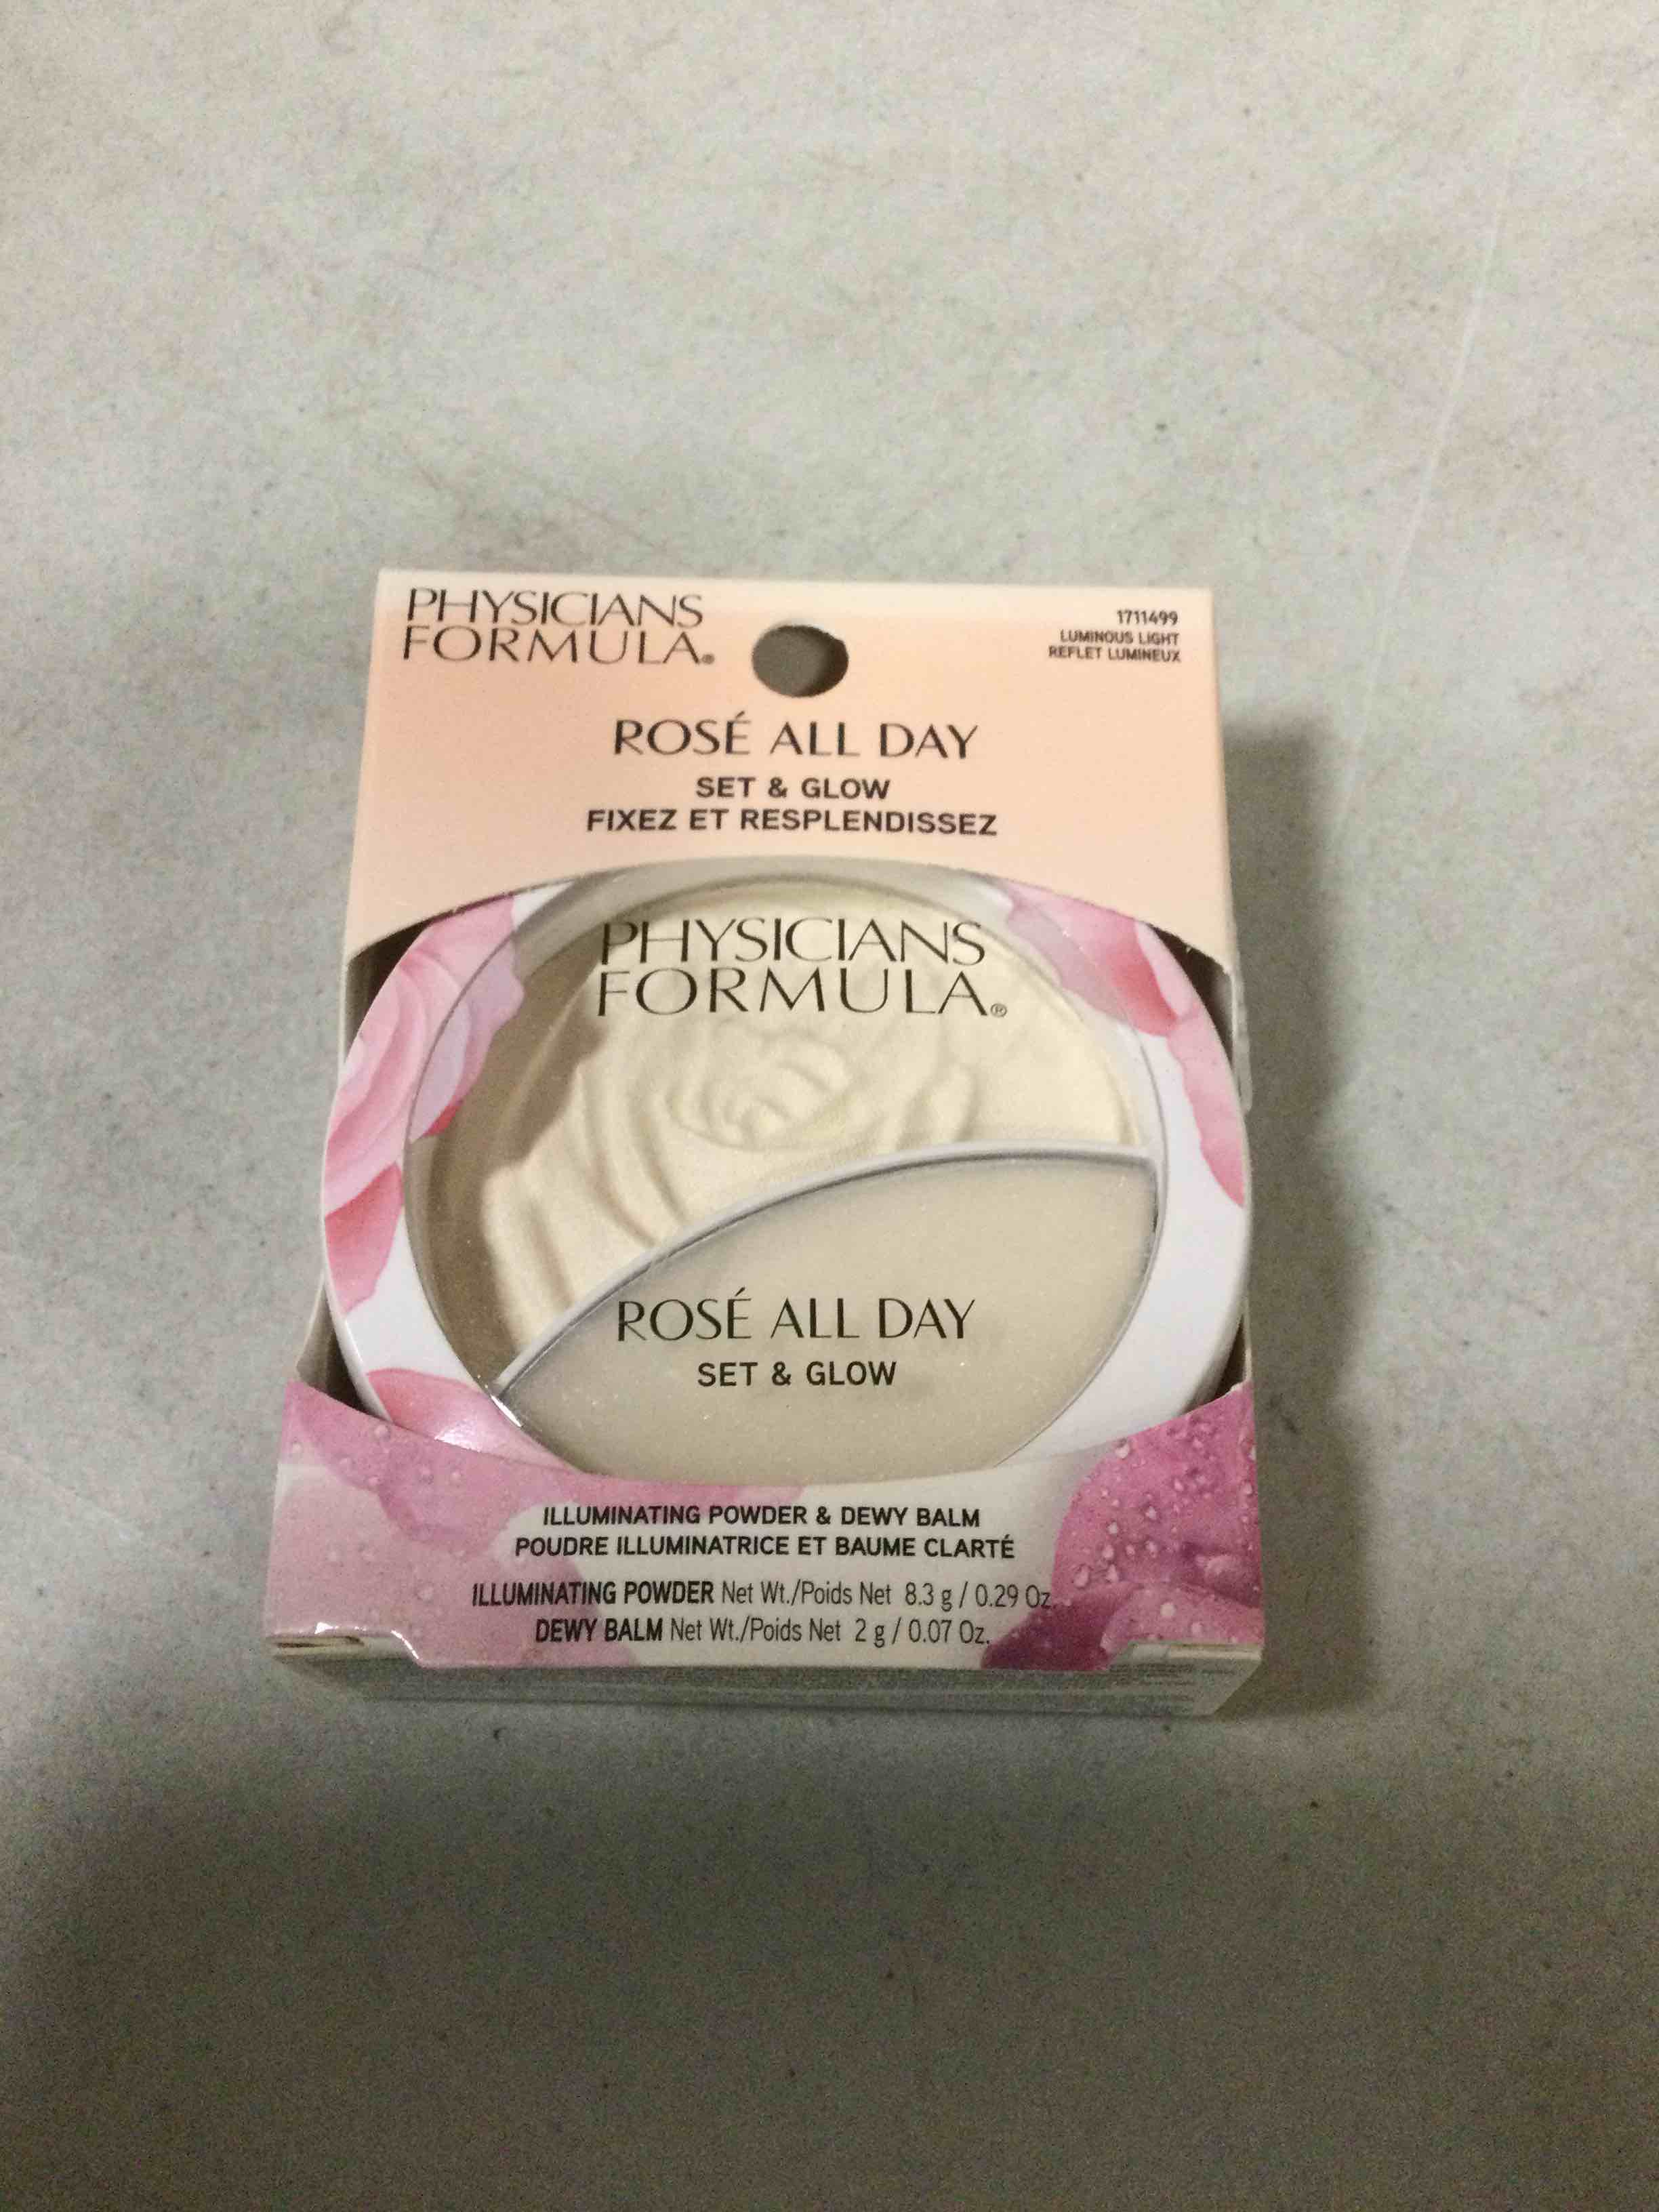 PHYSICIANS
FORMULA®
1711499
LUMINOUS LIGHT
REFLET LUMINEUX
ROSÉ ALL DAY
SET & GLOW
FIXEZ ET RESPLENDISSEZ
PHYSICIANS
FORMULA®
ROSÉ ALL DAY
SET & GLOW
ILLUMINATING POWDER & DEWY BALM
POUDRE ILLUMINATRICE ET BAUME CLARTÉ
ILLUMINATING POWDER Net Wt./Poids Net 8.3 g / 0.29 Oz.
DEWY BALM Net Wt./Poids Net 2 g / 0.07 Oz.